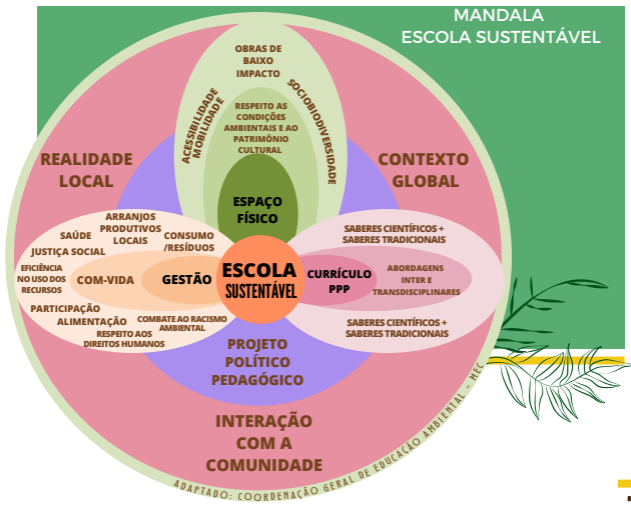 MANDALA
ESCOLA SUSTENTÁVEL
OBRAS DE
BAIXO
IMPACTO
ACESSIBILIDADE
MOBILIDADE
SOCIOBIODIVERSIDADE
RESPEITO AS
CONDIÇÕES
AMBIENTAIS E AO
PATRIMÔNIO
CULTURAL
ESPAÇO
FÍSICO
REALIDADE
LOCAL
CONTEXTO
GLOBAL
ARRANJOS
PRODUTIVOS
LOCAIS
SAÚDE
CONSUMO
/RESÍDUOS
JUSTIÇA SOCIAL
EFICIÊNCIA
NO USO DOS
RECURSOS
COM-VIDA
GESTÃO
PARTICIPAÇÃO
ALIMENTAÇÃO
COMBATE AO RACISMO
AMBIENTAL
RESPEITO AOS
DIREITOS HUMANOS
ESCOLA
SUSTENTÁVEL
CURRÍCULO
PPP
SABERES CIENTÍFICOS +
SABERES TRADICIONAIS
ABORDAGENS
INTER E
TRANSDISCIPLINARES
SABERES CIENTÍFICOS +
SABERES TRADICIONAIS
PROJETO
POLÍTICO
PEDAGÓGICO
INTERAÇÃO
COM A
COMUNIDADE
ADAPTADO: COORDENAÇÃO GERAL DE EDUCAÇÃO AMBIENTAL - MEC